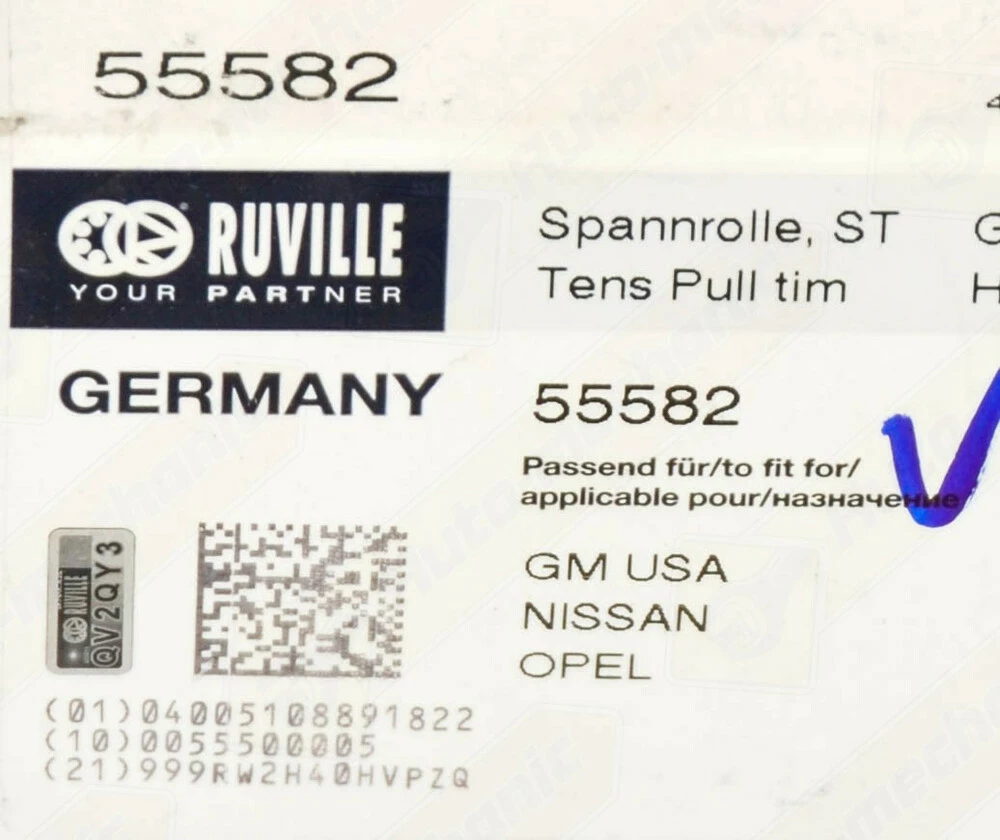 55582
RUVILLE
YOUR PARTNER
Spannrolle, ST
Tens Pull tim
GERMANY
55582
Passend für/to fit for/
applicable pour/назначение
GM USA
NISSAN
OPEL
RUVILLE
QV2QY3
(01)04005108891822
(10)0055500005
(21)999RW2H40HVPZQ